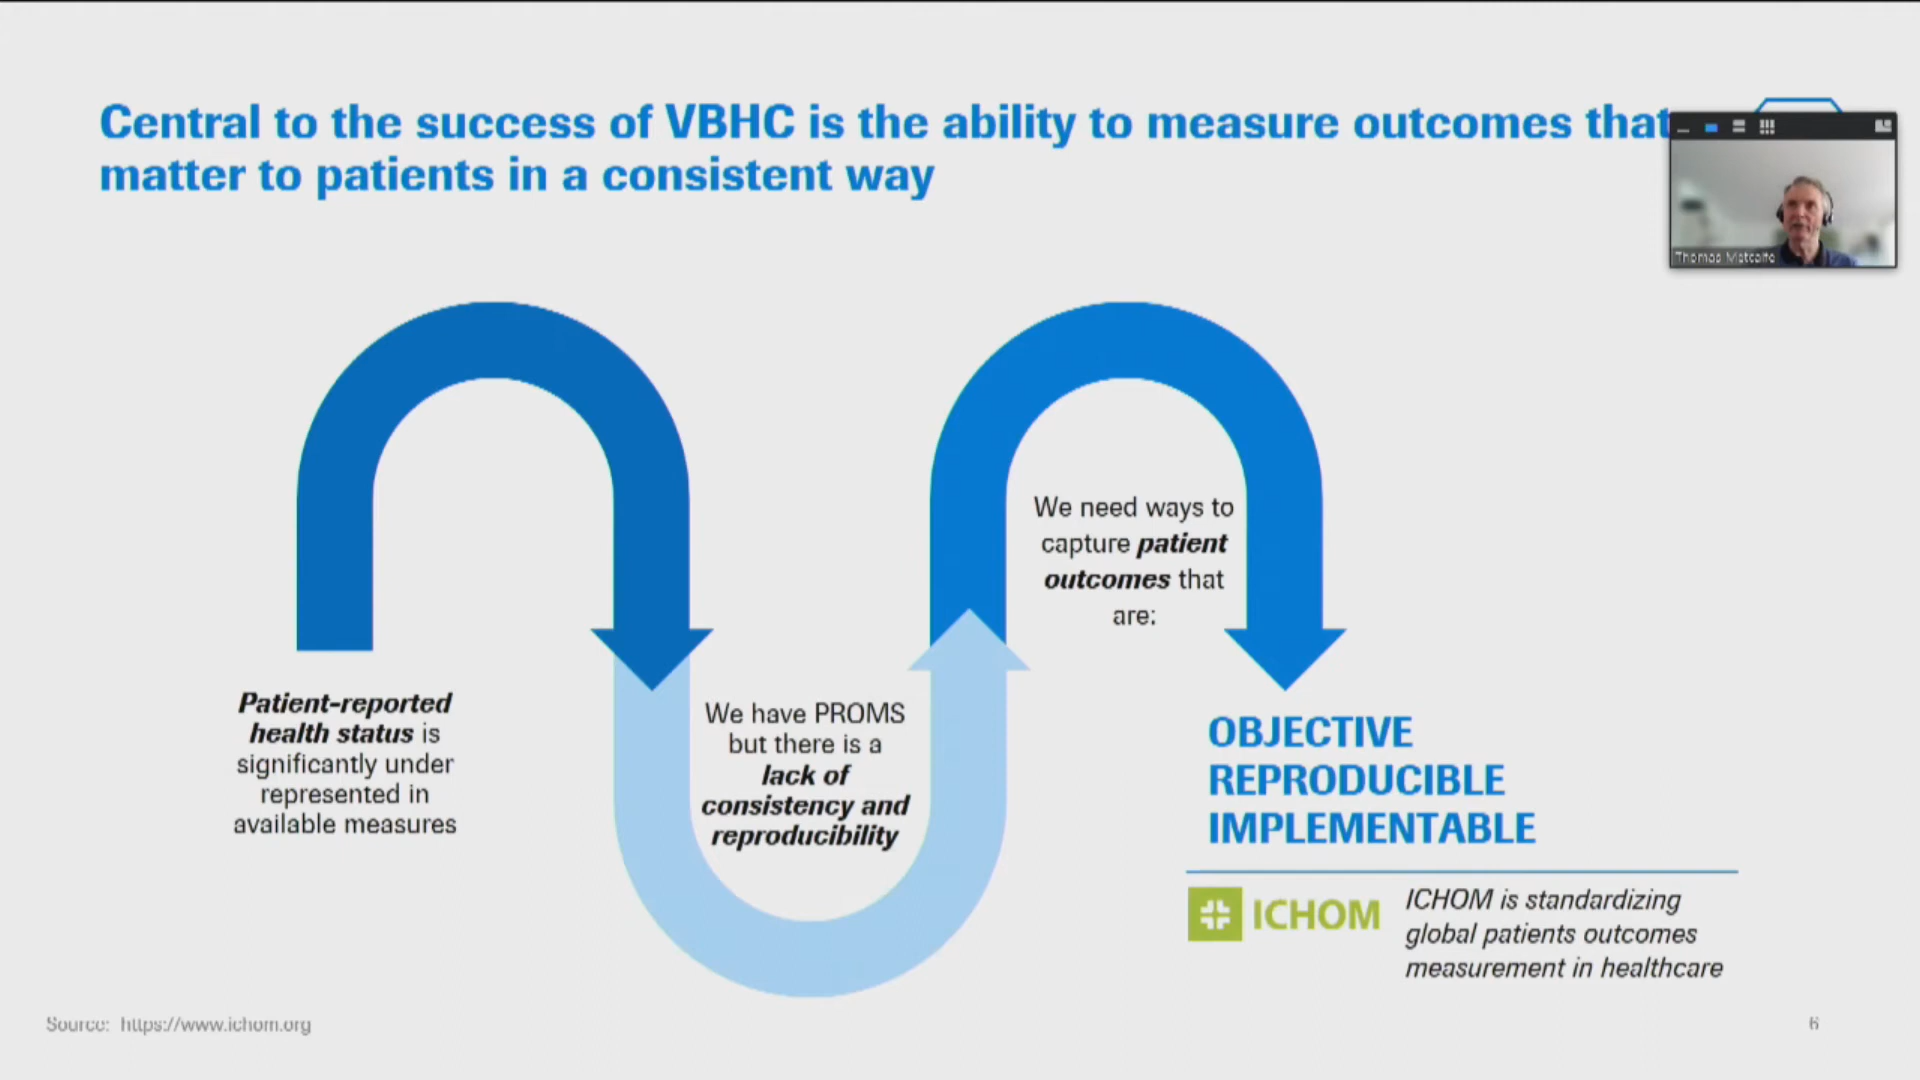 Central to the success of VBHC is the ability to measure outcomes that
matter to patients in a consistent way
Thomas Metcalfe
We need ways to
capture patient
outcomes that
are:
Patient-reported
health status is
significantly under
represented in
available measures
We have PROMS
but there is a
lack of
consistency and
reproducibility
OBJECTIVE
REPRODUCIBLE
IMPLEMENTABLE
ICHOM
ICHOM is standardizing
global patients outcomes
measurement in healthcare
Source: https://www.ichom.org
6